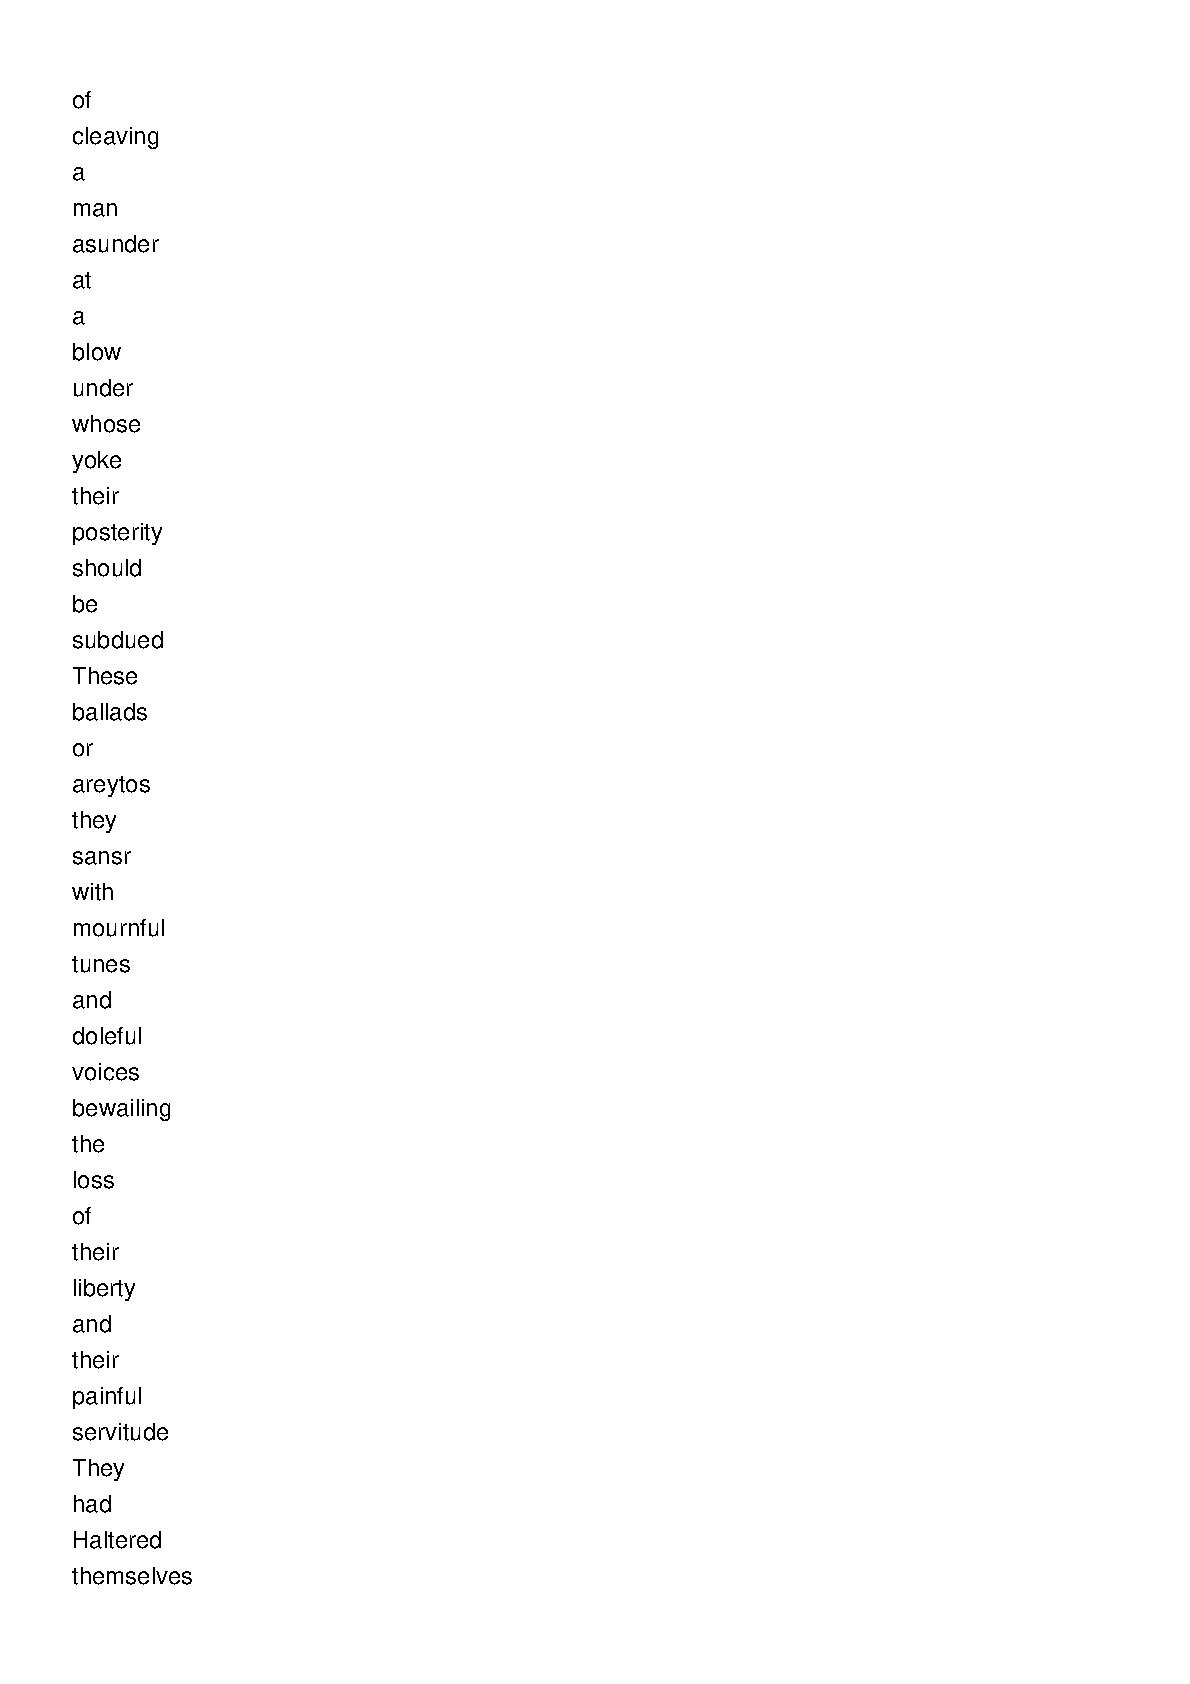 of
cleaving
a
man
asunder
at
a
blow
under
whose
yoke
their
posterity
should
be
subdued
These
ballads
or
areytos
they
sansr
with
mournful
tunes
and
doleful
voices
bewailing
the
loss
of
their
liberty
and
their
painful
servitude
They
had
Haltered
themselves